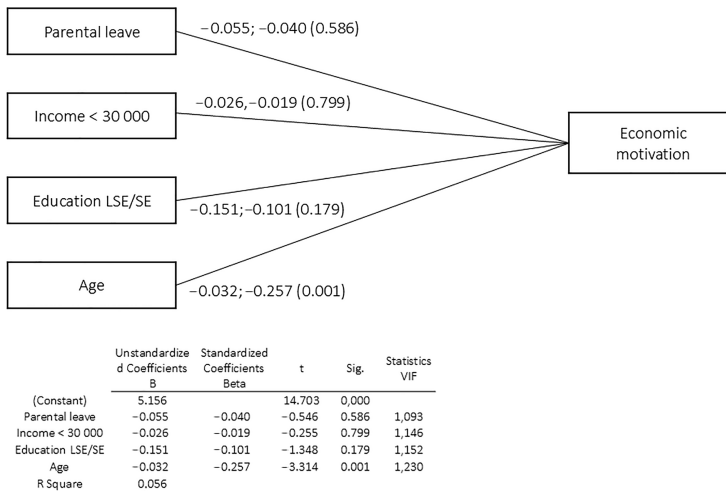 Parental leave
−0.055; −0.040 (0.586)
Income < 30 000
−0.026,−0.019 (0.799)
Economic
motivation
Education LSE/SE
−0.151;−0.101 (0.179)
Age
−0.032; −0.257 (0.001)
Unstandardize Standardized Statistics
d Coefficients Coefficients t Sig. VIF
B Beta
(Constant) 5.156 14.703 0,000
Parental leave −0.055 −0.040 −0.546 0.586 1,093
Income < 30 000 −0.026 −0.019 −0.255 0.799 1,146
Education LSE/SE −0.151 −0.101 −1.348 0.179 1,152
Age −0.032 −0.257 −3.314 0.001 1,230
R Square 0.056